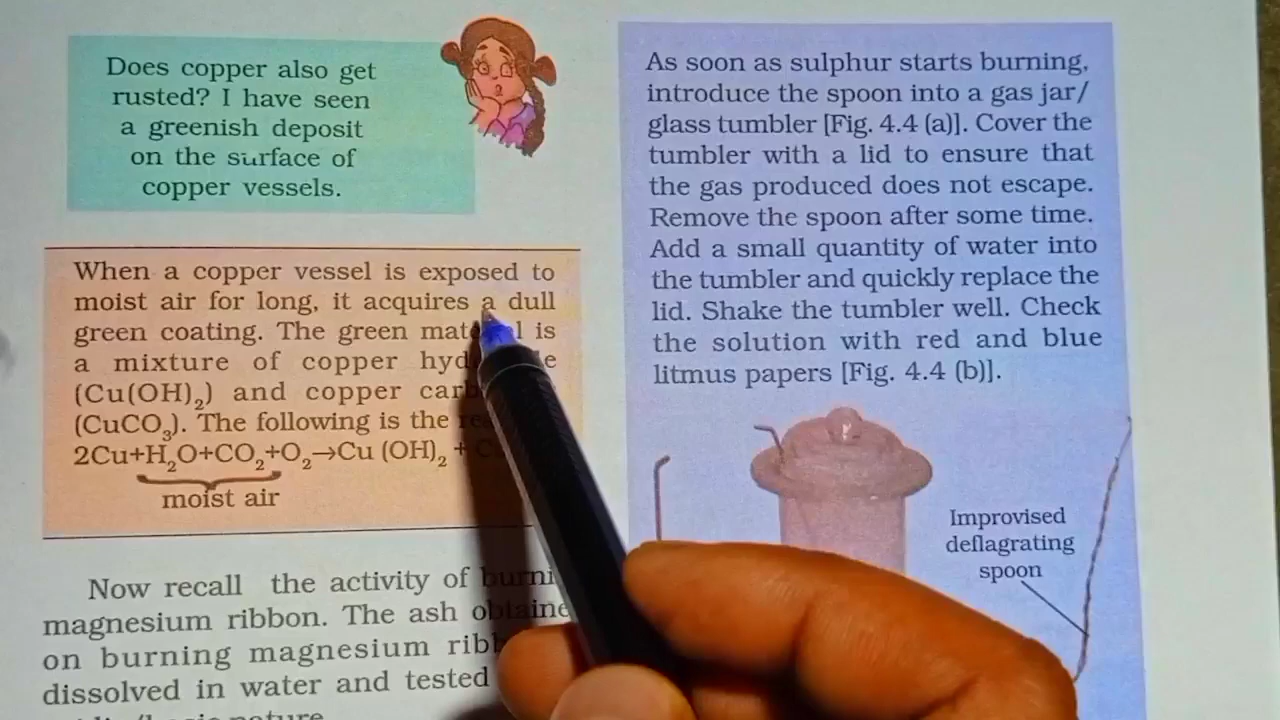 Does copper also get
rusted? I have seen
a greenish deposit
on the surface of
copper vessels.
When a copper vessel is exposed to
moist air for long, it acquires a dull
green coating. The green is
a mixture of copper
(Cu(OH)₂) and copper
(CuCO₃). The following is the
2Cu+H₂O+CO₂+O₂→Cu (OH)₂ +
moist air
Now recall the activity of
magnesium ribbon. The ash
on burning magnesium
dissolved in water and tested
nature
As soon as sulphur starts burning,
introduce the spoon into a gas jar/
glass tumbler [Fig. 4.4 (a)]. Cover the
tumbler with a lid to ensure that
the gas produced does not escape.
Remove the spoon after some time.
Add a small quantity of water into
the tumbler and quickly replace the
lid. Shake the tumbler well. Check
the solution with red and blue
litmus papers [Fig. 4.4 (b)].
Improvised
deflagrating
spoon